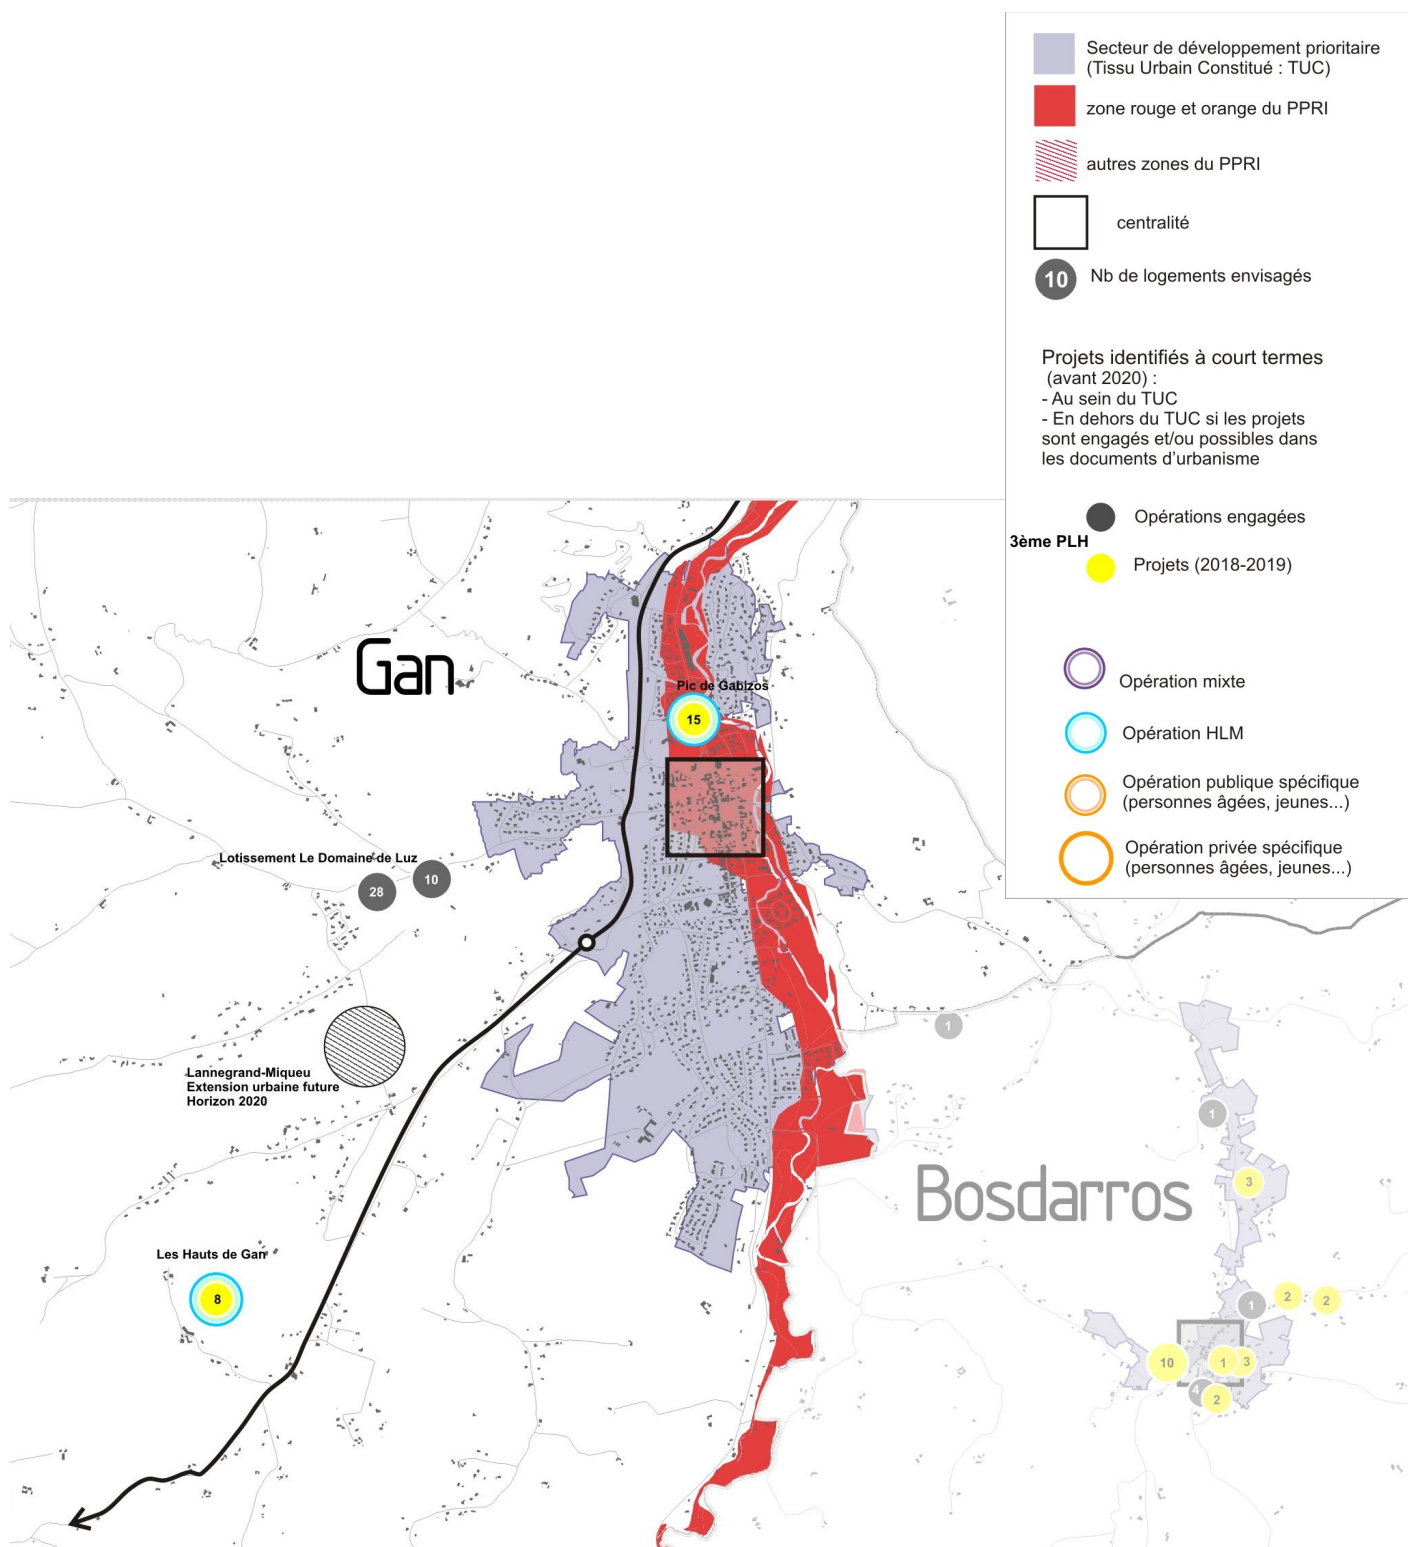 Secteur de développement prioritaire
(Tissu Urbain Constitué : TUC)
zone rouge et orange du PPRI
autres zones du PPRI
centralité
10
Nb de logements envisagés
Projets identifiés à court termes
(avant 2020) :
- Au sein du TUC
- En dehors du TUC si les projets
sont engagés et/ou possibles dans
les documents d'urbanisme
Opérations engagées
3ème PLH
Projets (2018-2019)
Opération mixte
Opération HLM
Opération publique spécifique
(personnes âgées, jeunes...)
Opération privée spécifique
(personnes âgées, jeunes...)
Gan
Pic de Gabizos
15
Lotissement Le Domaine de Luz
28
10
Lannegrand-Miqueu
Extension urbaine future
Horizon 2020
Les Hauts de Gan
8
Bosdarros
1
1
3
1
2
2
10
1
3
4
2